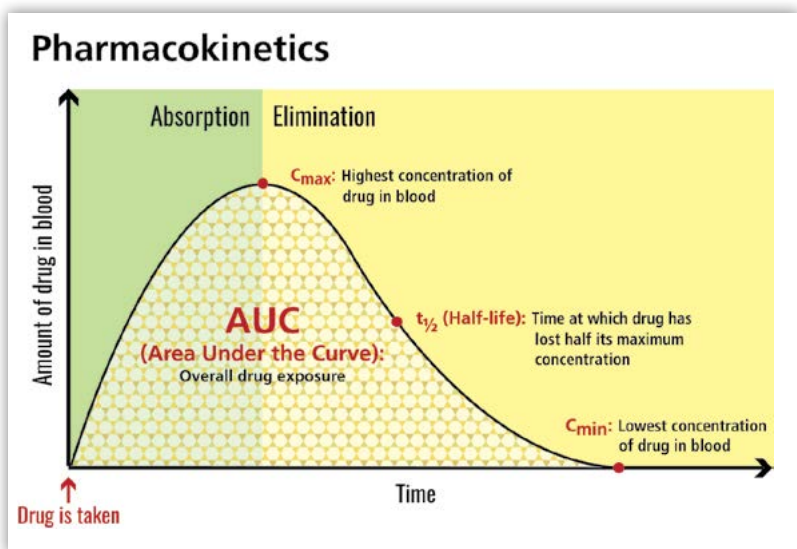 Pharmacokinetics
Absorption
Elimination
Cmax: Highest concentration of
drug in blood
t½ (Half-life): Time at which drug has
lost half its maximum
concentration
AUC
(Area Under the Curve):
Overall drug exposure
Cmin: Lowest concentration
of drug in blood
Amount of drug in blood
Time
Drug is taken